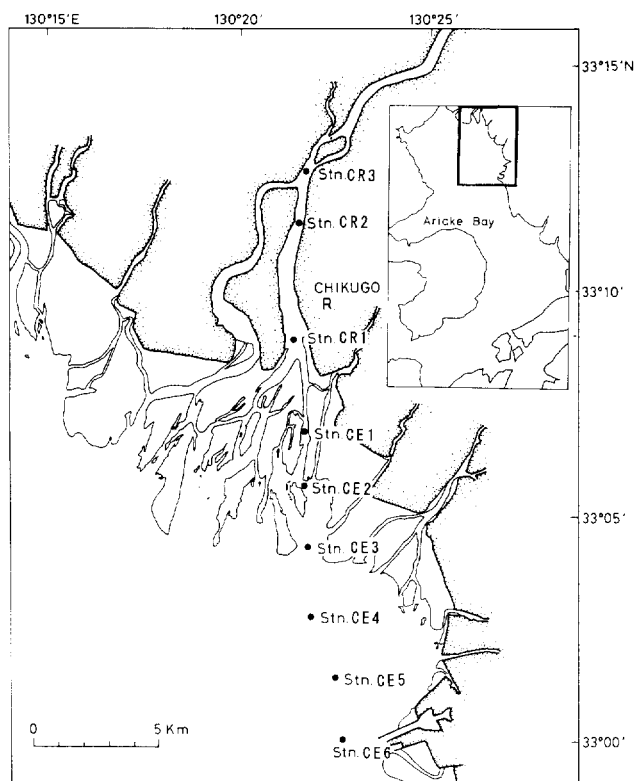 130°15'E 130°20' 130°25'
33°15'N
Stn. CR3
Ariake Bay
Stn. CR2
CHIKUGO
R.
33°10'
Stn. CR1
Stn. CE1
Stn. CE2
33°05'
Stn. CE3
Stn. CE4
Stn. CE5
0 5 Km
33°00'
Stn. CE6